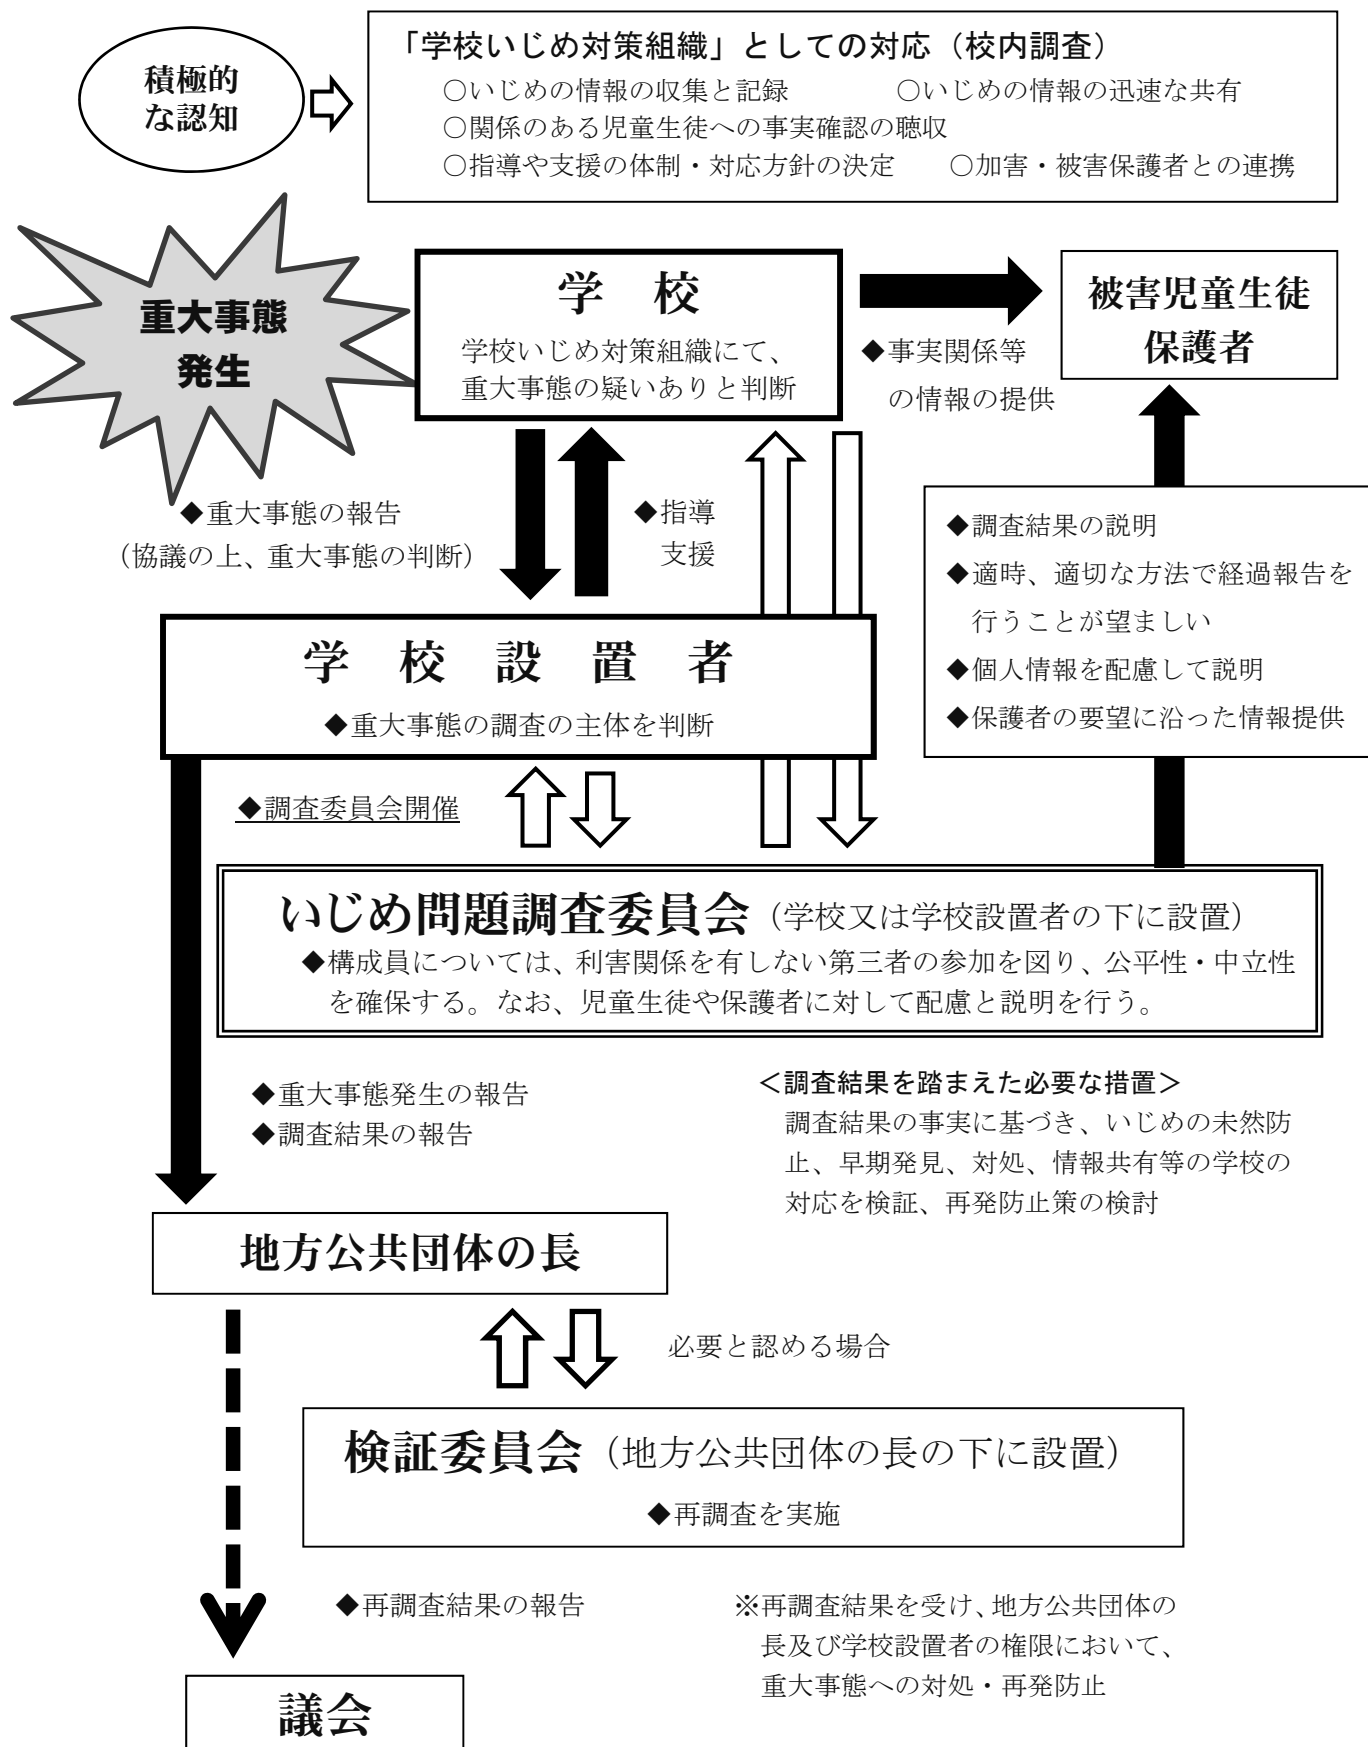 積極的
な認知
「学校いじめ対策組織」としての対応（校内調査）
○いじめの情報の収集と記録　○いじめの情報の迅速な共有
○関係のある児童生徒への事実確認の聴収
○指導や支援の体制・対応方針の決定　○加害・被害保護者との連携
重大事態
発生
学　校
学校いじめ対策組織にて、
重大事態の疑いありと判断
◆事実関係等
の情報の提供
被害児童生徒
保護者
◆重大事態の報告
（協議の上、重大事態の判断）
◆指導
支援
◆調査結果の説明
◆適時、適切な方法で経過報告を
行うことが望ましい
◆個人情報を配慮して説明
◆保護者の要望に沿った情報提供
学　校　設　置　者
◆重大事態の調査の主体を判断
◆調査委員会開催
いじめ問題調査委員会（学校又は学校設置者の下に設置）
◆構成員については、利害関係を有しない第三者の参加を図り、公平性・中立性
を確保する。なお、児童生徒や保護者に対して配慮と説明を行う。
◆重大事態発生の報告
◆調査結果の報告
＜調査結果を踏まえた必要な措置＞
調査結果の事実に基づき、いじめの未然防
止、早期発見、対処、情報共有等の学校の
対応を検証、再発防止策の検討
地方公共団体の長
必要と認める場合
検証委員会（地方公共団体の長の下に設置）
◆再調査を実施
◆再調査結果の報告
※再調査結果を受け、地方公共団体の
長及び学校設置者の権限において、
重大事態への対処・再発防止
議会